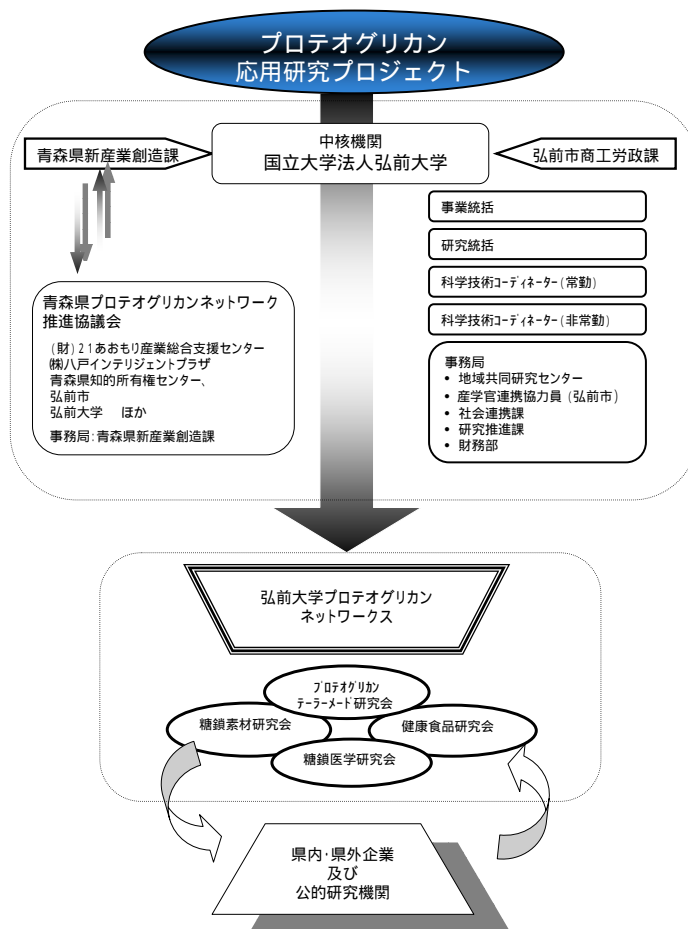 プロテオグリカン
応用研究プロジェクト
中核機関
国立大学法人弘前大学
青森県新産業創造課
弘前市商工労政課
事業統括
研究統括
科学技術ｺｰﾃﾞｨﾈｰﾀｰ(常勤)
科学技術ｺｰﾃﾞｨﾈｰﾀｰ(非常勤)
事務局
• 地域共同研究センター
• 産学官連携協力員(弘前市)
• 社会連携課
• 研究推進課
• 財務部
青森県プロテオグリカンネットワーク
推進協議会
(財)21あおもり産業総合支援センター
㈱八戸インテリジェントプラザ
青森県知的所有権センター、
弘前市
弘前大学　ほか
事務局:青森県新産業創造課
弘前大学プロテオグリカン
ネットワークス
ﾌﾟﾛﾃｵｸﾞﾘｶﾝ
ﾃｰﾗｰﾒｰﾄﾞ研究会
糖鎖素材研究会
健康食品研究会
糖鎖医学研究会
県内･県外企業
及び
公的研究機関